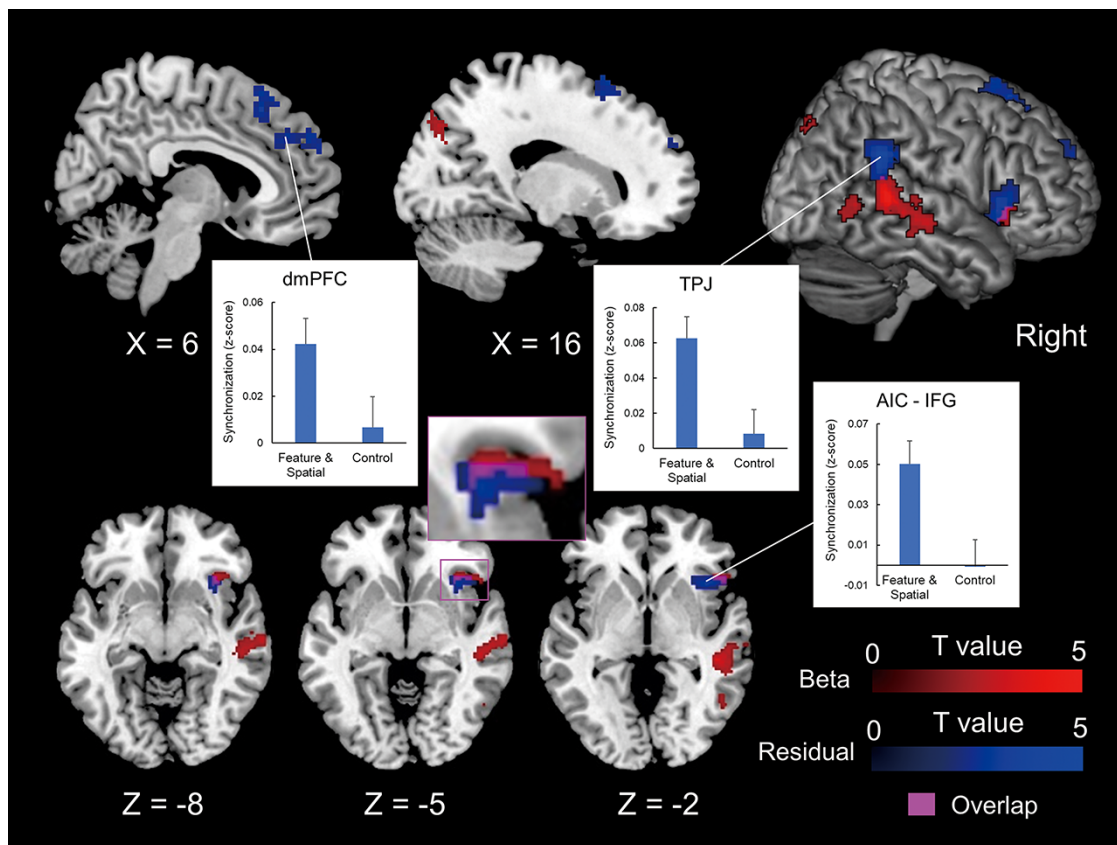 X = 6
X = 16
Right
dmPFC
Synchronization (z-score)
0.06
0.04
0.02
0
Feature &
Spatial
Control
TPJ
Synchronization (z-score)
0.08
0.06
0.04
0.02
0
Feature &
Spatial
Control
AIC - IFG
Synchronization (z-score)
0.07
0.05
0.03
0.01
-0.01
Feature &
Spatial
Control
Z = -8
Z = -5
Z = -2
0 T value 5
Beta
0 T value 5
Residual
Overlap